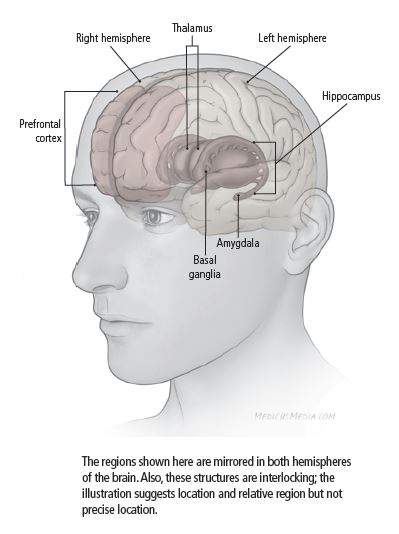 Thalamus
Right hemisphere
Left hemisphere
Hippocampus
Prefrontal
cortex
Amygdala
Basal
ganglia
MEDICUSMEDIA.COM
The regions shown here are mirrored in both hemispheres
of the brain. Also, these structures are interlocking; the
illustration suggests location and relative region but not
precise location.